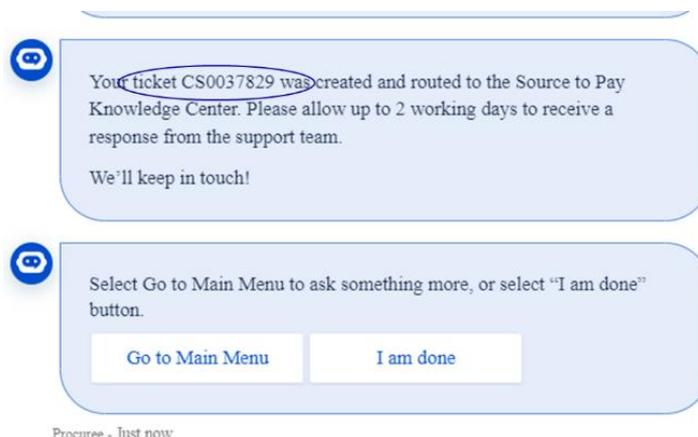 Your ticket CS0037829 was created and routed to the Source to Pay
Knowledge Center. Please allow up to 2 working days to receive a
response from the support team.
We’ll keep in touch!
Select Go to Main Menu to ask something more, or select “I am done”
button.
Go to Main Menu I am done
Procuree - Just now